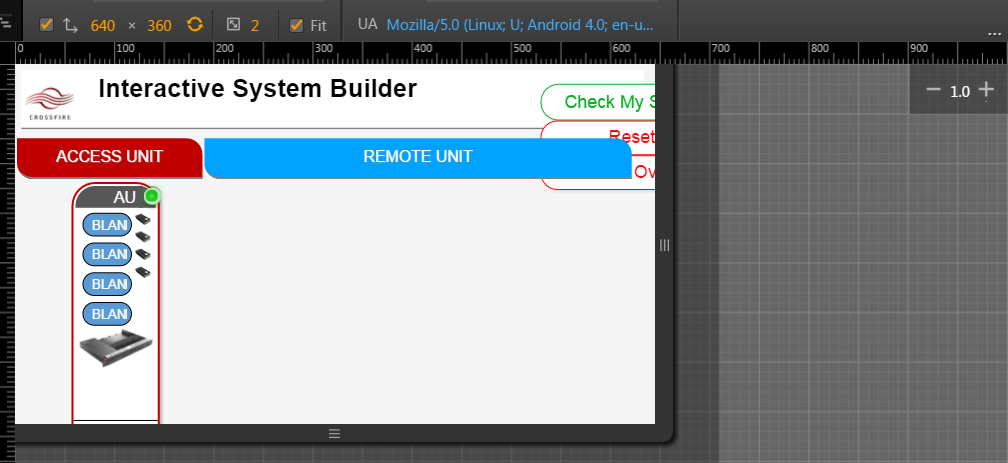 640 × 360 2 Fit UA Mozilla/5.0 (Linux; U; Android 4.0; en-u...
...
0 100 200 300 400 500 600 700 800 900
1.0
Interactive System Builder
CROSSFIRE
Check My S
Reset
Ov
ACCESS UNIT REMOTE UNIT
AU
BLAN
BLAN
BLAN
BLAN